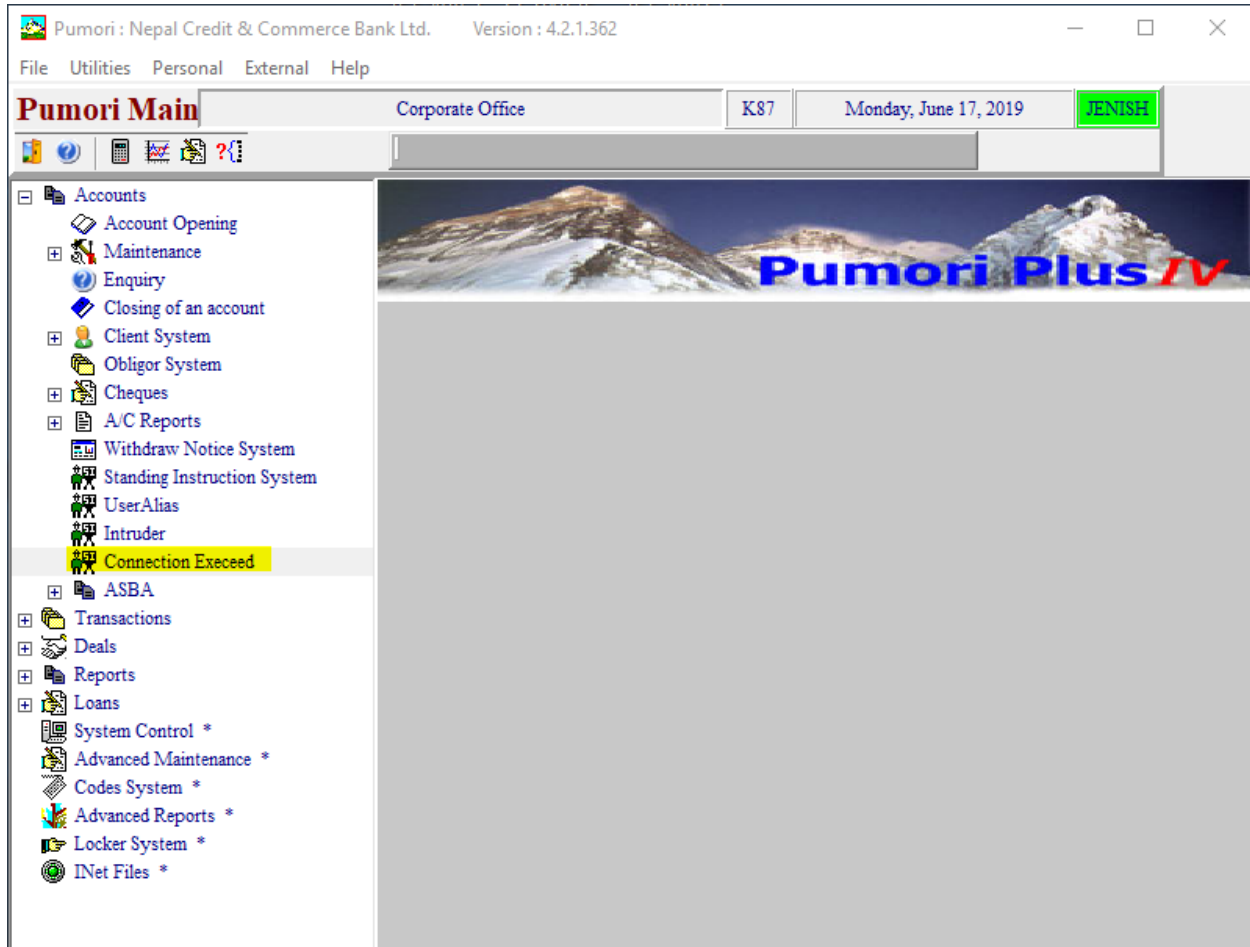 Pumori : Nepal Credit & Commerce Bank Ltd. Version : 4.2.1.362
File Utilities Personal External Help
Pumori Main Corporate Office K87 Monday, June 17, 2019 JENISH
Accounts
Account Opening
Maintenance
Enquiry
Closing of an account
Client System
Obligor System
Cheques
A/C Reports
Withdraw Notice System
Standing Instruction System
UserAlias
Intruder
Connection Execeed
ASBA
Transactions
Deals
Reports
Loans
System Control *
Advanced Maintenance *
Codes System *
Advanced Reports *
Locker System *
INet Files *
Pumori Plus IV